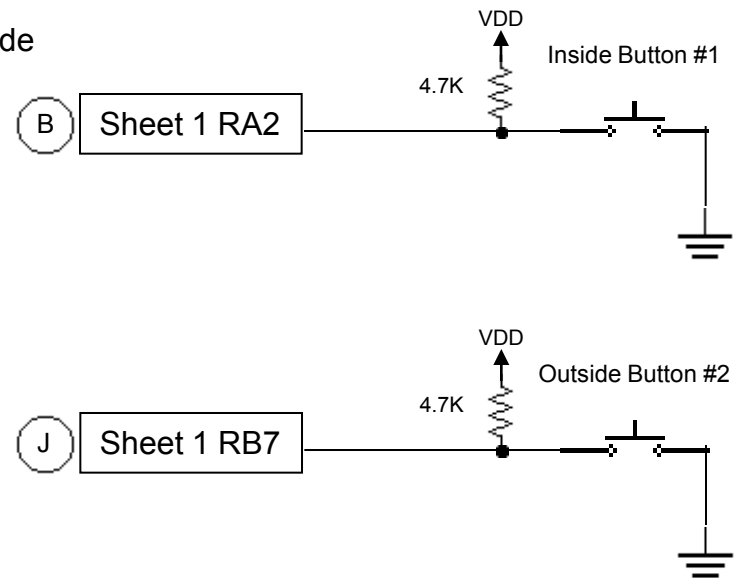 de
VDD
Inside Button #1
4.7K
B
Sheet 1 RA2
VDD
Outside Button #2
4.7K
J
Sheet 1 RB7